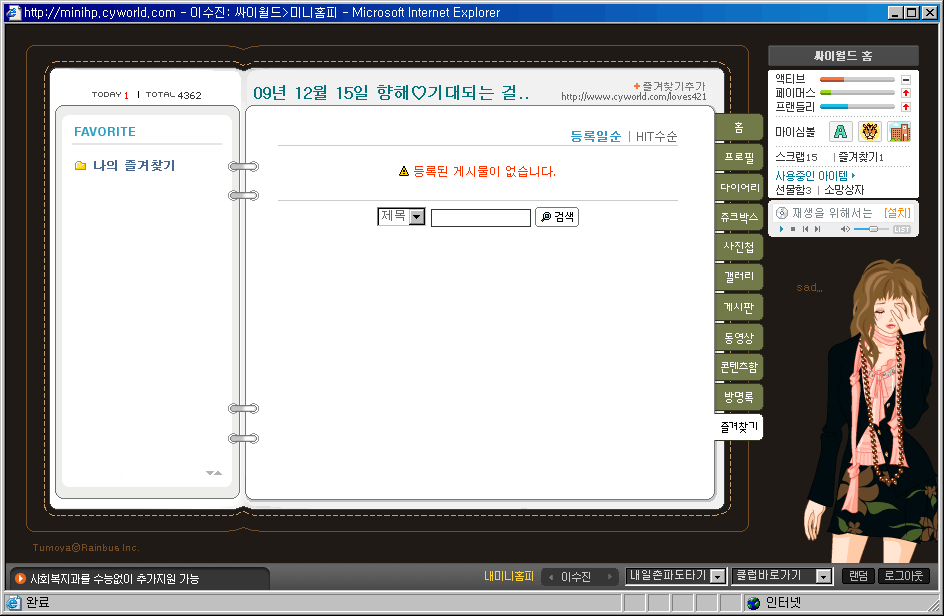 http://minihp.cyworld.com - 이수진: 싸이월드>미니홈피 - Microsoft Internet Explorer
TODAY 1 | TOTAL 4362
09년 12월 15일 향해♡기대되는 걸..
+즐겨찾기추가
http://www.cyworld.com/loves421
FAVORITE
나의 즐겨찾기
등록일순 | HIT수순
등록된 게시물이 없습니다.
제목
검색
홈
프로필
다이어리
쥬크박스
사진첩
갤러리
게시판
동영상
콘텐츠함
방명록
즐겨찾기
싸이월드 홈
액티브
페이머스
프랜들리
마이심볼
스크랩15 | 즐겨찾기1
사용중인 아이템
선물함3 | 소망상자
재생을 위해서는 [설치]
LIST
sad...
Tumoya©Rainbus Inc.
사회복지과를 수능없이 추가지원 가능
내미니홈피
이수진
내일촌파도타기
클럽바로가기
랜덤
로그아웃
완료
인터넷